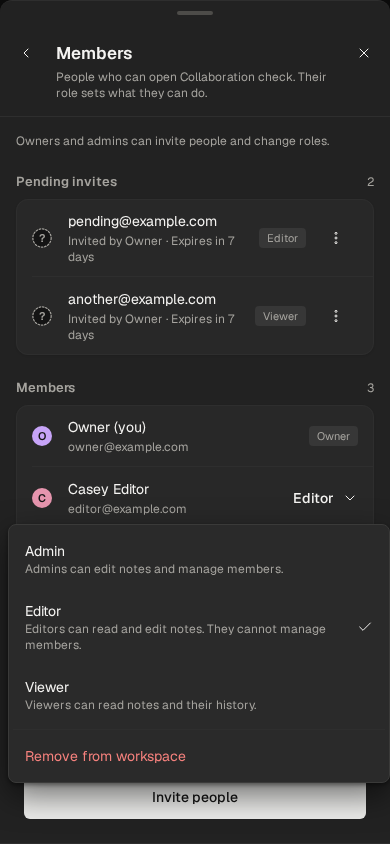 Members
People who can open Collaboration check. Their
role sets what they can do.
Owners and admins can invite people and change roles.
Pending invites 2
?
pending@example.com
Invited by Owner · Expires in 7
days
Editor
?
another@example.com
Invited by Owner · Expires in 7
days
Viewer
Members 3
O
Owner (you)
owner@example.com
Owner
C
Casey Editor
editor@example.com
Editor
Admin
Admins can edit notes and manage members.
Editor
Editors can read and edit notes. They cannot manage
members.
Viewer
Viewers can read notes and their history.
Remove from workspace
Invite people